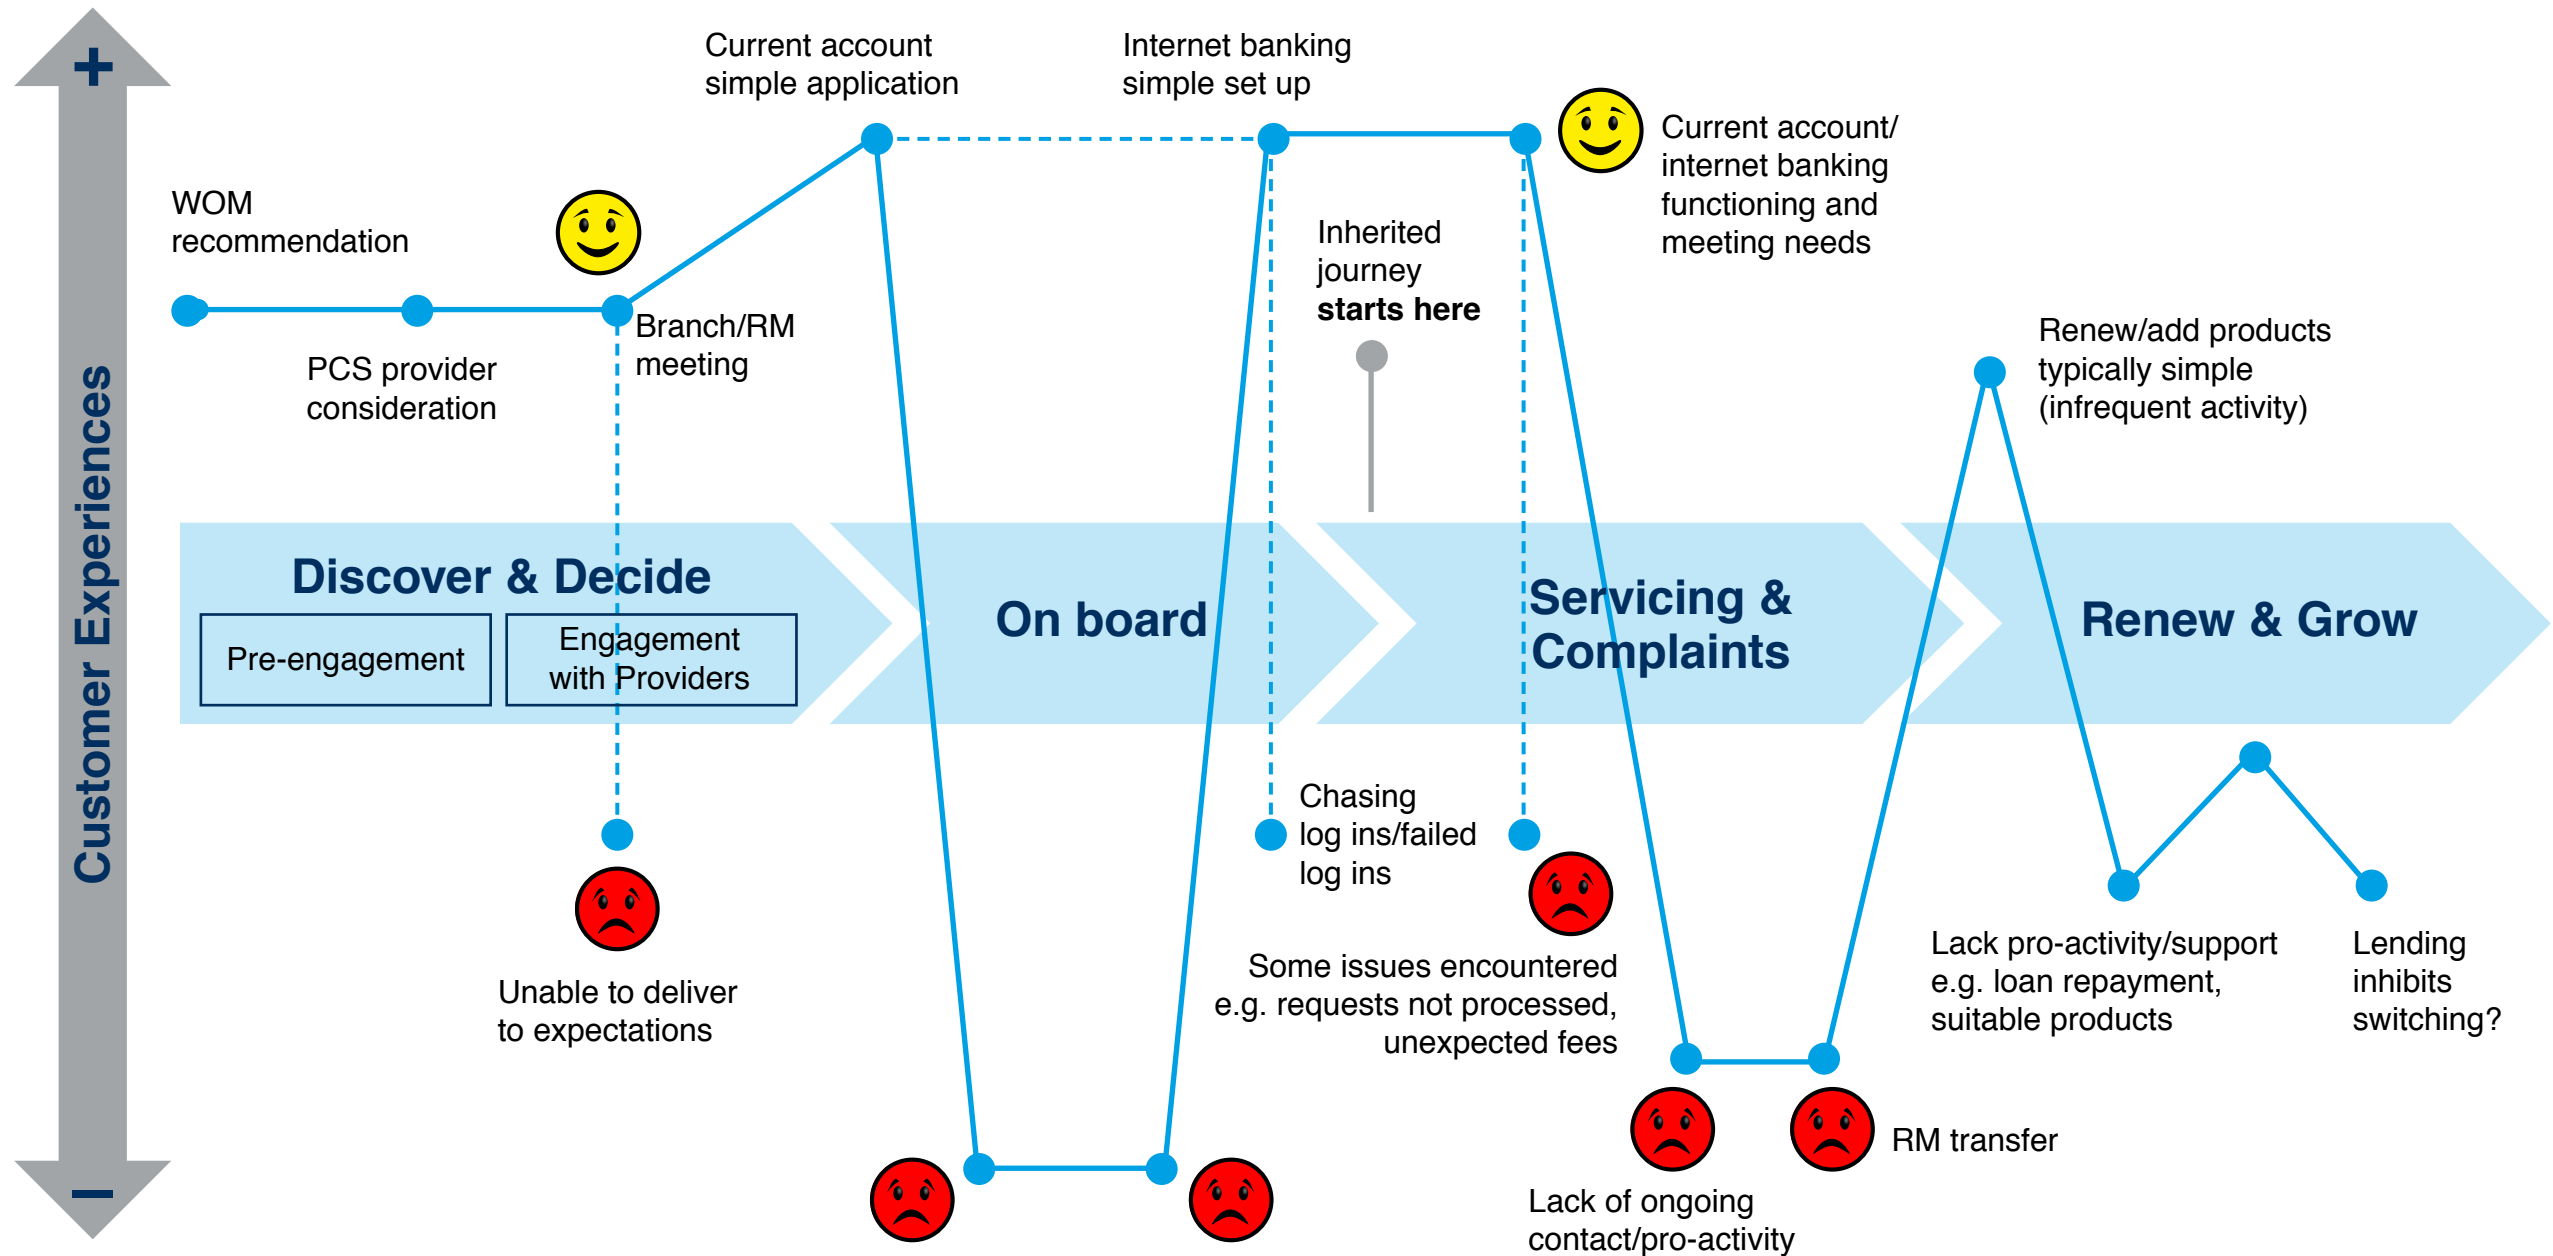 +
Customer Experiences
–
WOM
recommendation
PCS provider
consideration
Branch/RM
meeting
Current account
simple application
Internet banking
simple set up
Inherited
journey
starts here
Current account/
internet banking
functioning and
meeting needs
Renew/add products
typically simple
(infrequent activity)
Discover & Decide
Pre-engagement
Engagement
with Providers
On board
Servicing &
Complaints
Renew & Grow
Unable to deliver
to expectations
Chasing
log ins/failed
log ins
Some issues encountered
e.g. requests not processed,
unexpected fees
Lack of ongoing
contact/pro-activity
RM transfer
Lack pro-activity/support
e.g. loan repayment,
suitable products
Lending
inhibits
switching?